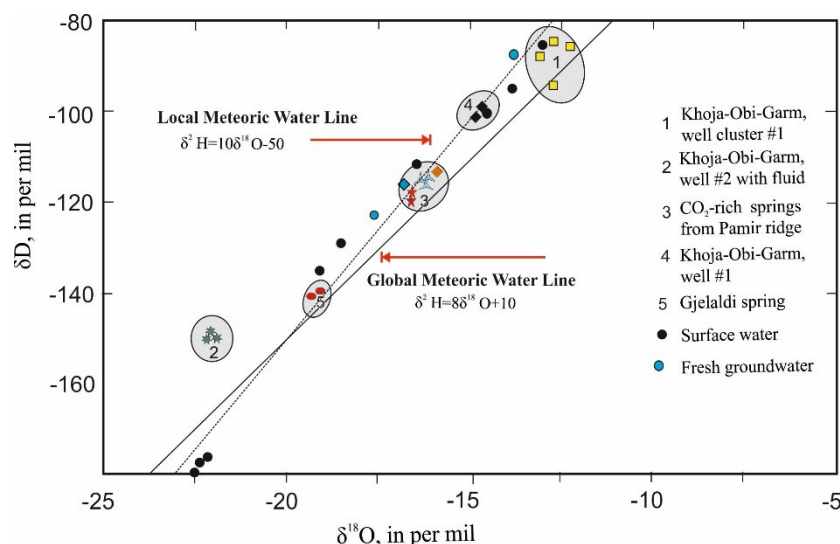 -80
-100
-120
-140
-160
δD, in per mil
-25
-20
-15
-10
-5
δ¹⁸O, in per mil
Local Meteoric Water Line
δ² H=10δ¹⁸O-50
Global Meteoric Water Line
δ² H=8δ¹⁸ O+10
1
4
3
5
2
1 Khoja-Obi-Garm,
well cluster #1
2 Khoja-Obi-Garm,
well #2 with fluid
3 CO₂-rich springs
from Pamir ridge
4 Khoja-Obi-Garm,
well #1
5 Gjelaldi spring
Surface water
Fresh groundwater